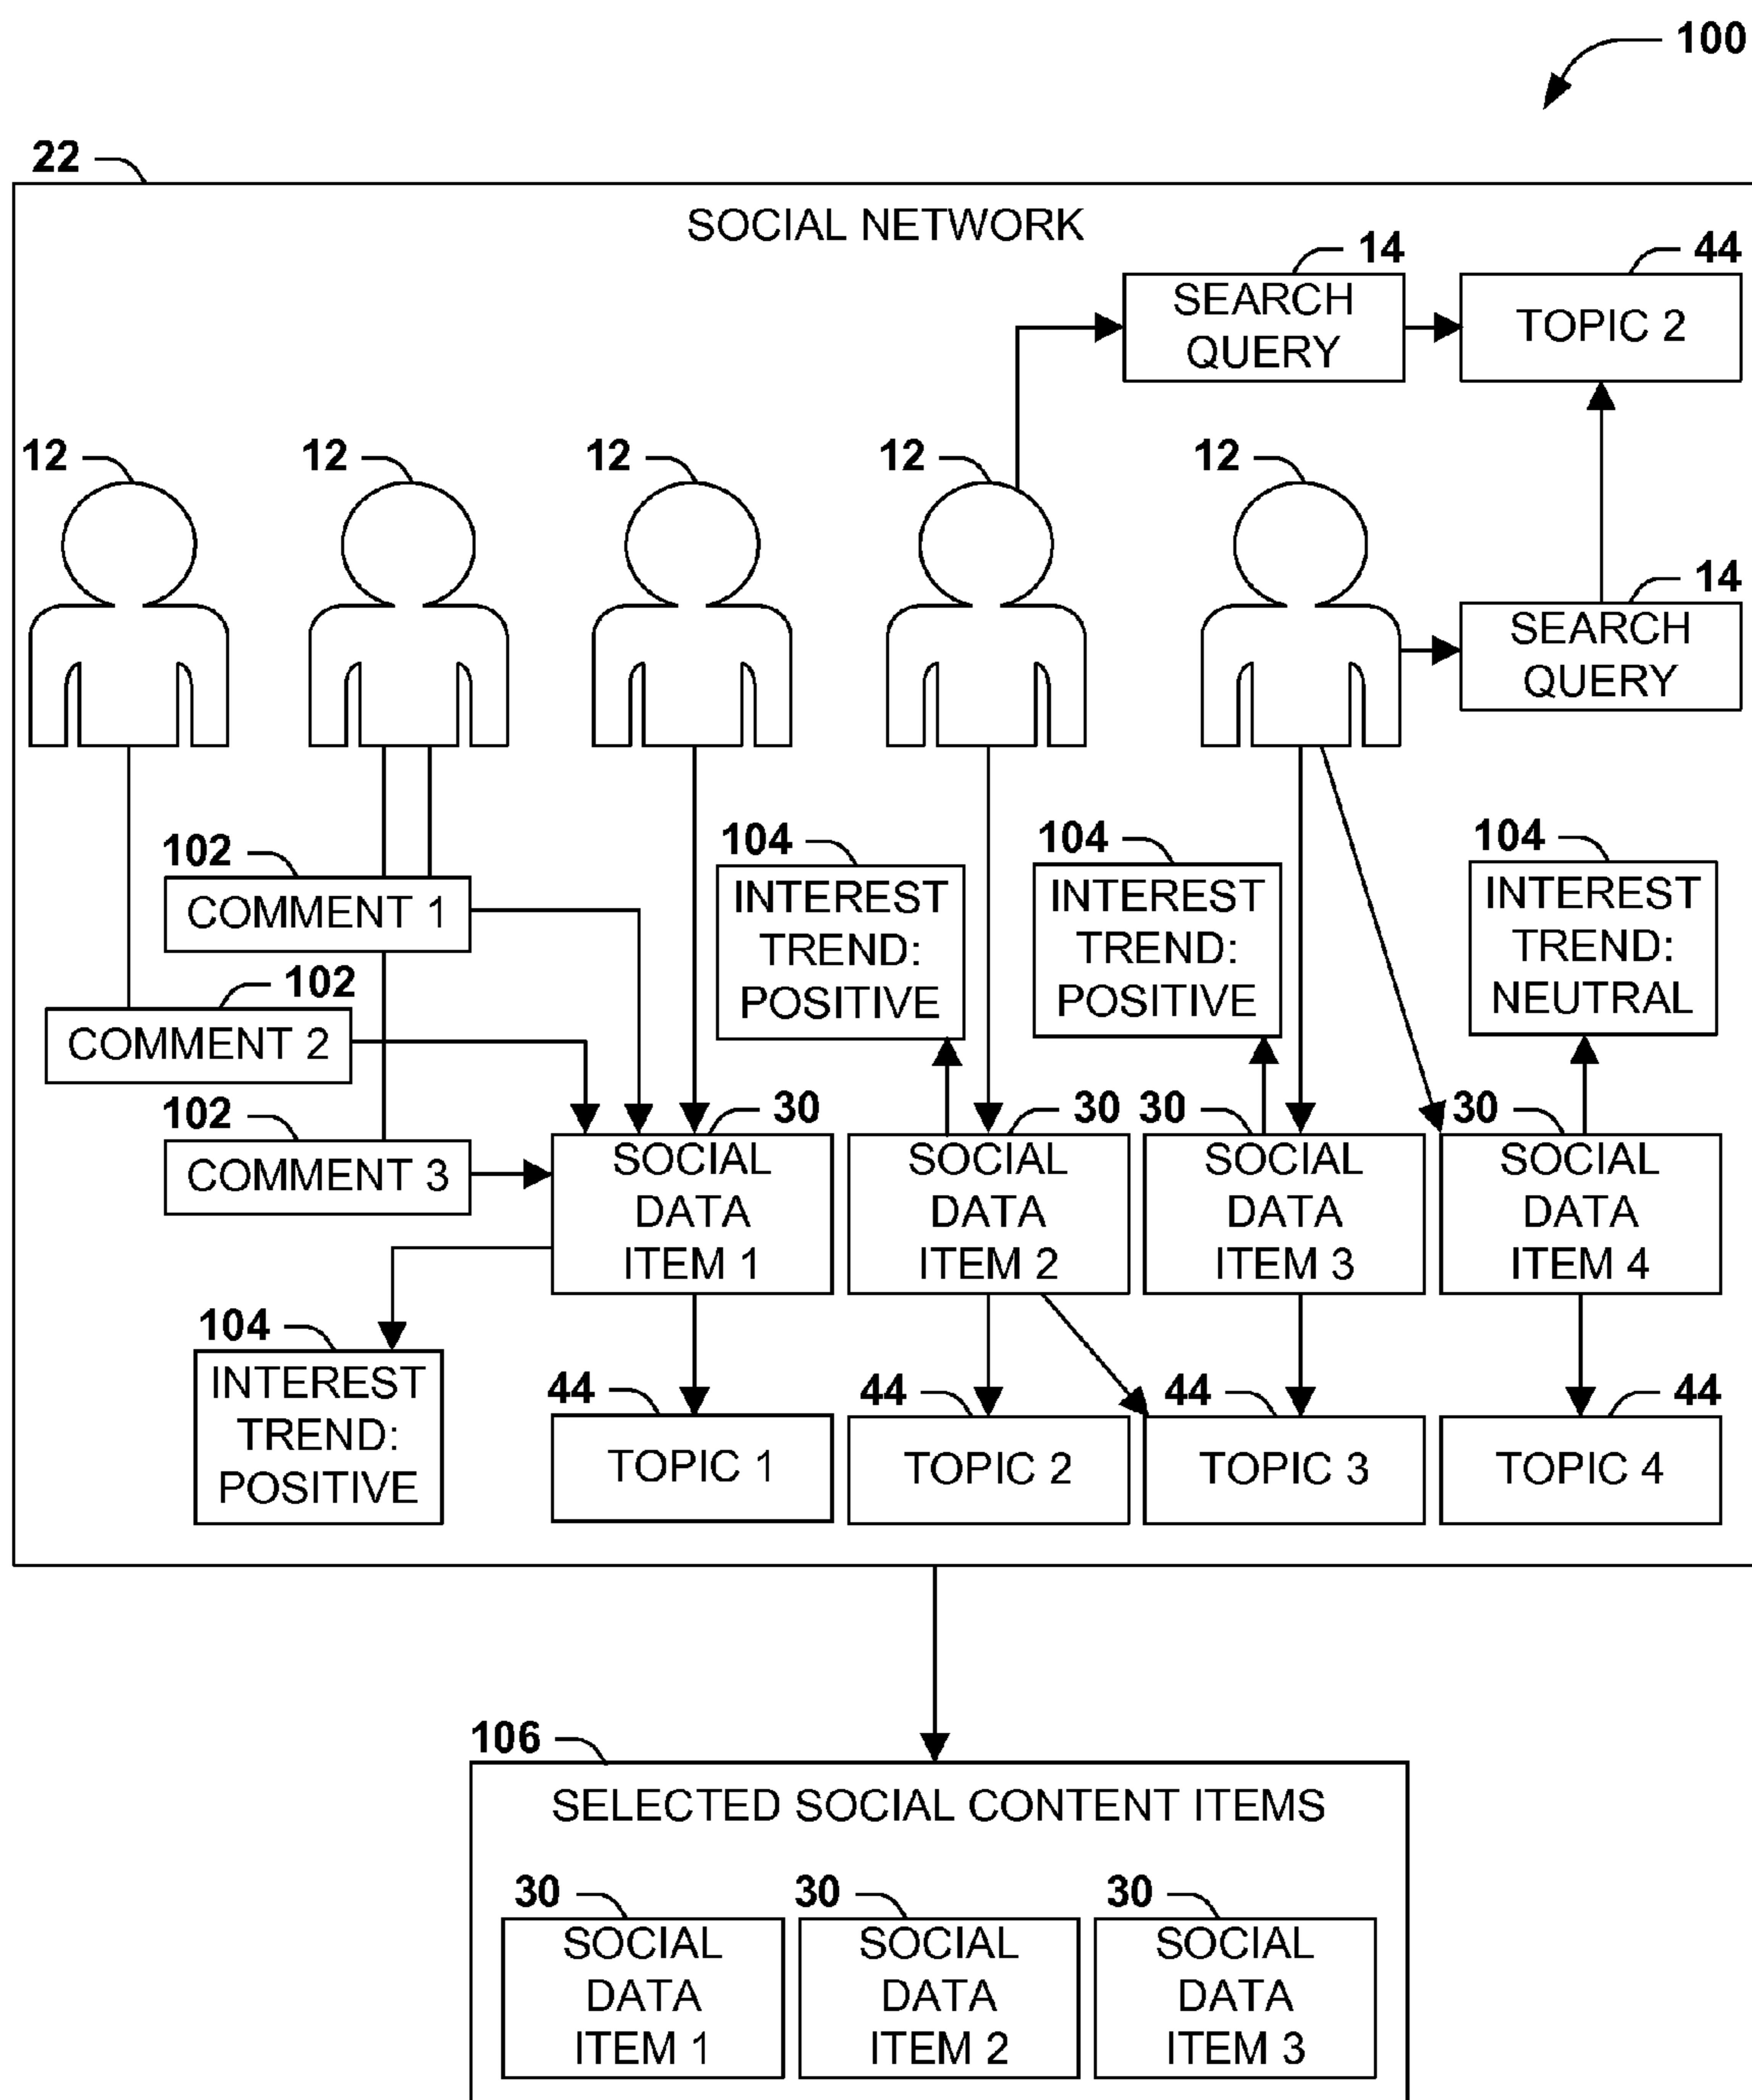 100
22
SOCIAL NETWORK
14
44
SEARCH
QUERY
TOPIC 2
12
12
12
12
12
14
SEARCH
QUERY
102
COMMENT 1
104
INTEREST
TREND:
POSITIVE
104
INTEREST
TREND:
POSITIVE
104
INTEREST
TREND:
NEUTRAL
102
COMMENT 2
102
COMMENT 3
30
SOCIAL
DATA
ITEM 1
30
SOCIAL
DATA
ITEM 2
30
SOCIAL
DATA
ITEM 3
30
SOCIAL
DATA
ITEM 4
104
INTEREST
TREND:
POSITIVE
44
TOPIC 1
44
TOPIC 2
44
TOPIC 3
44
TOPIC 4
106
SELECTED SOCIAL CONTENT ITEMS
30
SOCIAL
DATA
ITEM 1
30
SOCIAL
DATA
ITEM 2
30
SOCIAL
DATA
ITEM 3